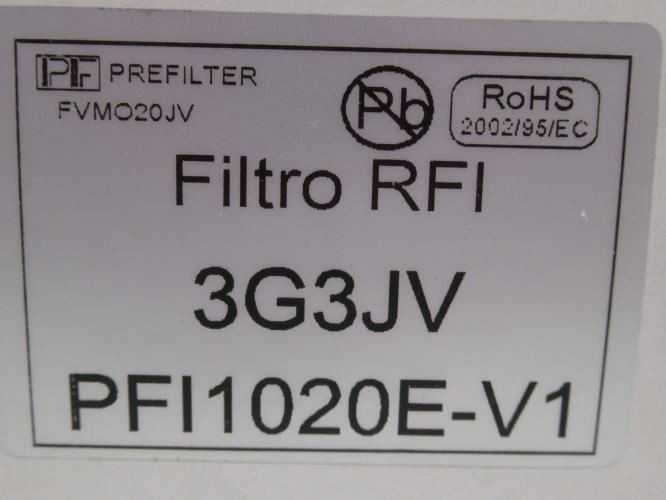 PF PREFILTER
FVMO20JV
Pb
RoHS
2002/95/EC
Filtro RFI
3G3JV
PFI1020E-V1